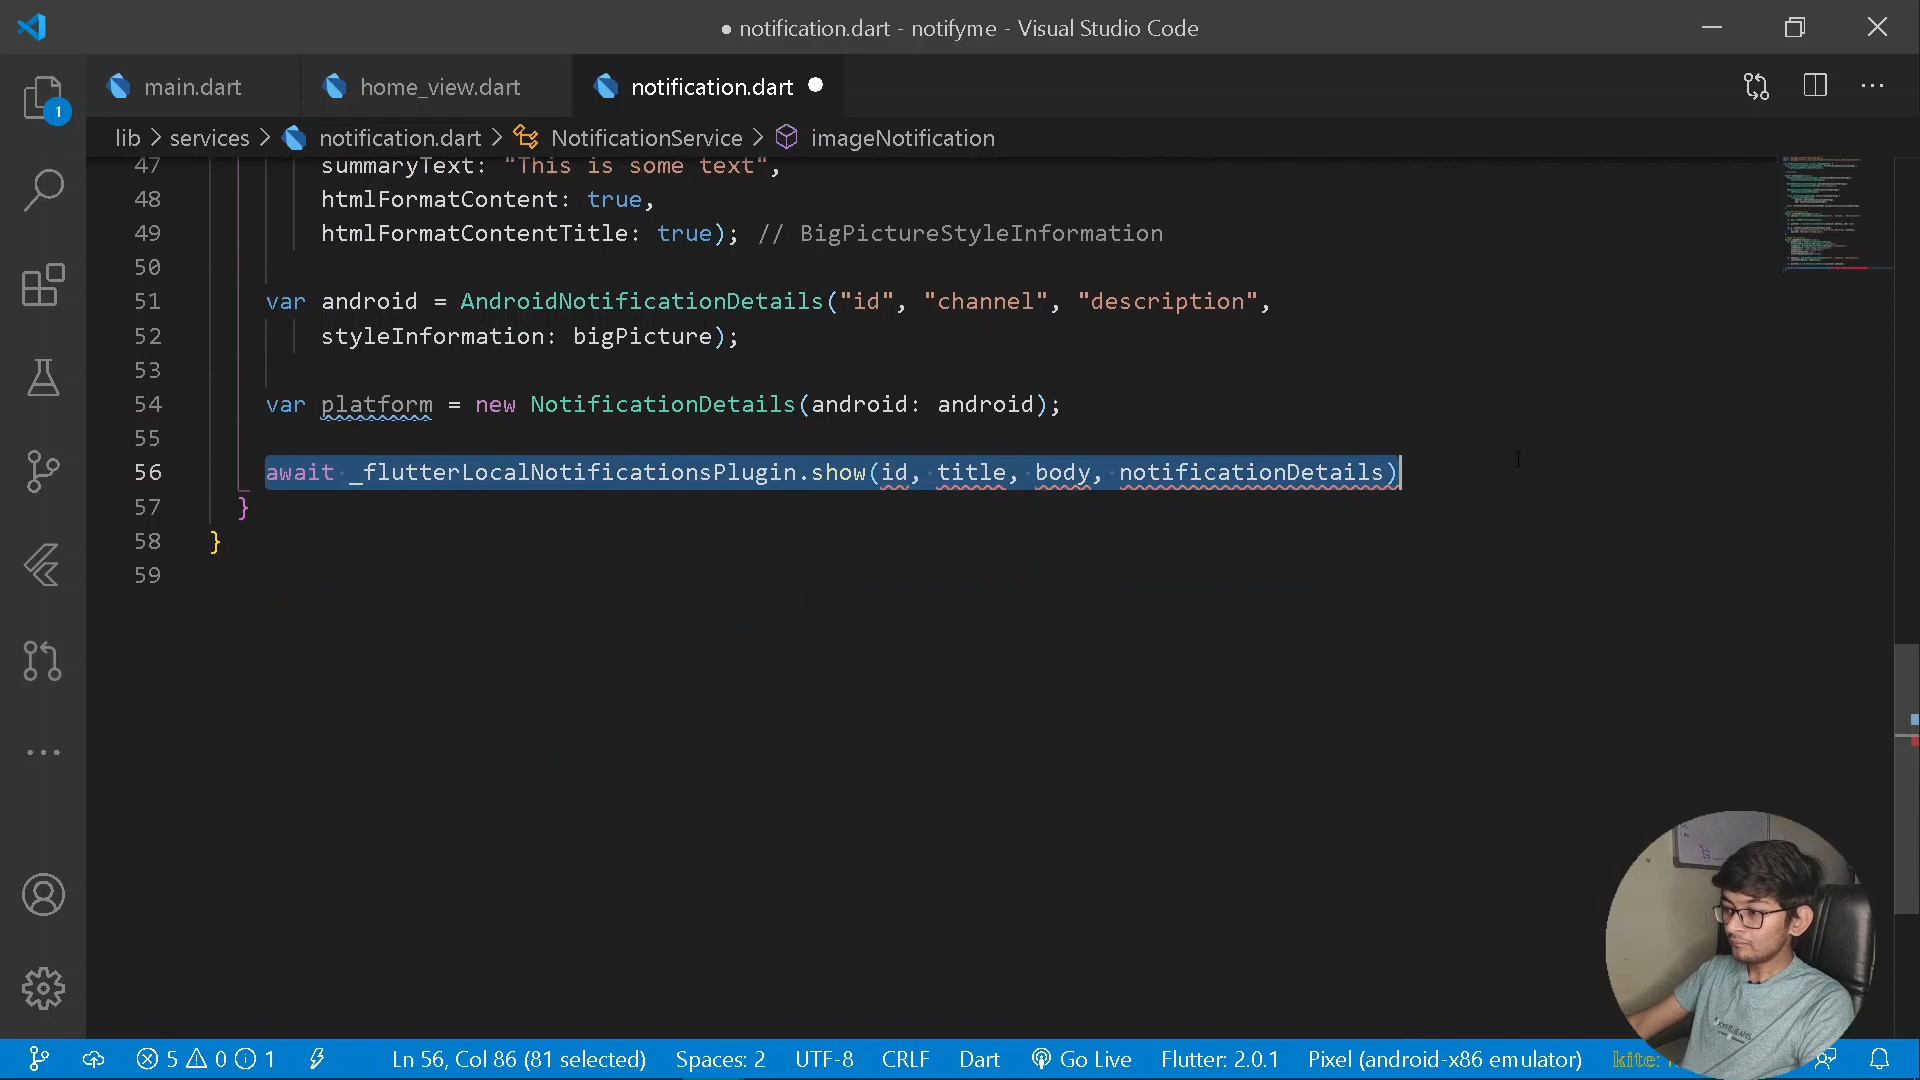 ● notification.dart - notifyme - Visual Studio Code
main.dart
home_view.dart
notification.dart
1
lib > services > notification.dart > NotificationService > imageNotification
47 summaryText: "This is some text",
48 htmlFormatContent: true,
49 htmlFormatContentTitle: true); // BigPictureStyleInformation
50
51 var android = AndroidNotificationDetails("id", "channel", "description",
52 styleInformation: bigPicture);
53
54 var platform = new NotificationDetails(android: android);
55
56 await _flutterLocalNotificationsPlugin.show(id, title, body, notificationDetails)
57 }
58 }
59
5 0 1 Ln 56, Col 86 (81 selected) Spaces: 2 UTF-8 CRLF Dart Go Live Flutter: 2.0.1 Pixel (android-x86 emulator) kite: